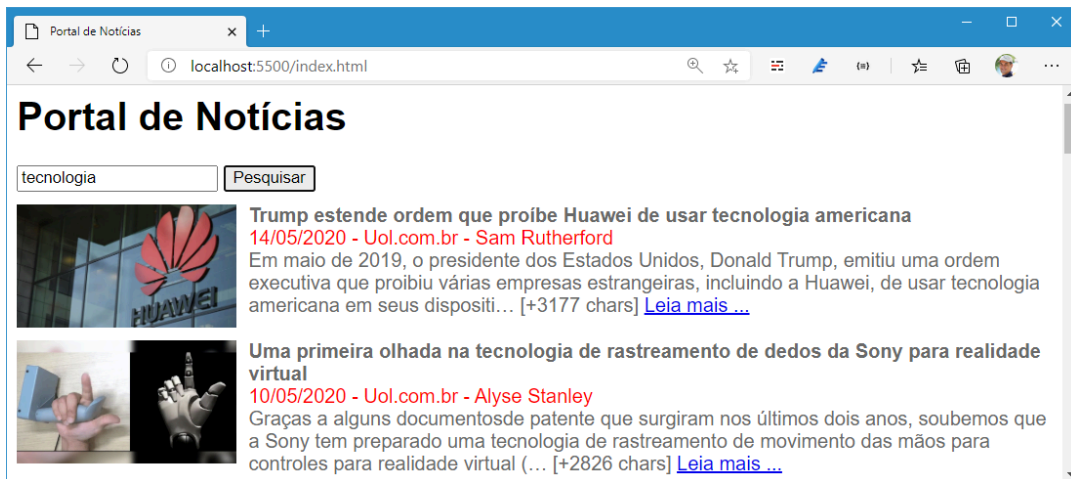 Portal de Notícias
localhost:5500/index.html
Portal de Notícias
tecnologia Pesquisar
HUAWEI
Trump estende ordem que proíbe Huawei de usar tecnologia americana
14/05/2020 - Uol.com.br - Sam Rutherford
Em maio de 2019, o presidente dos Estados Unidos, Donald Trump, emitiu uma ordem
executiva que proibiu várias empresas estrangeiras, incluindo a Huawei, de usar tecnologia
americana em seus dispositi… [+3177 chars] Leia mais ...
Uma primeira olhada na tecnologia de rastreamento de dedos da Sony para realidade
virtual
10/05/2020 - Uol.com.br - Alyse Stanley
Graças a alguns documentosde patente que surgiram nos últimos dois anos, soubemos que
a Sony tem preparado uma tecnologia de rastreamento de movimento das mãos para
controles para realidade virtual (… [+2826 chars] Leia mais ...